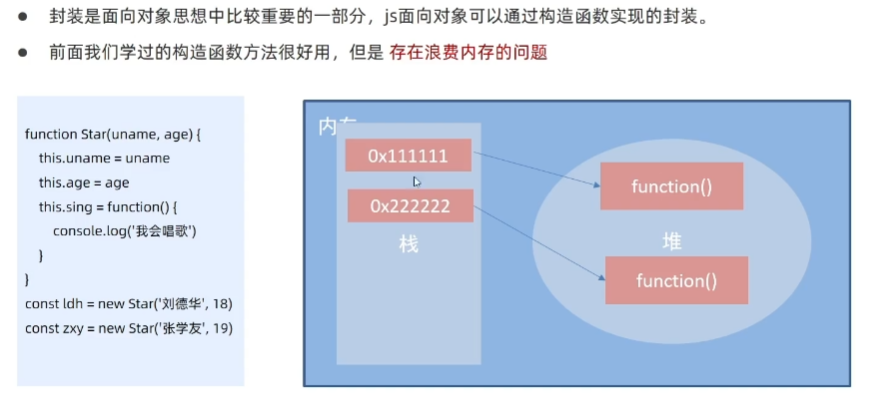 封装是面向对象思想中比较重要的一部分，js面向对象可以通过构造函数实现的封装。
前面我们学过的构造函数方法很好用，但是 存在浪费内存的问题
function Star(uname, age) {
this.uname = uname
this.age = age
this.sing = function() {
console.log('我会唱歌')
}
}
const ldh = new Star('刘德华', 18)
const zxy = new Star('张学友', 19)
内存
0x111111
0x222222
栈
function()
堆
function()